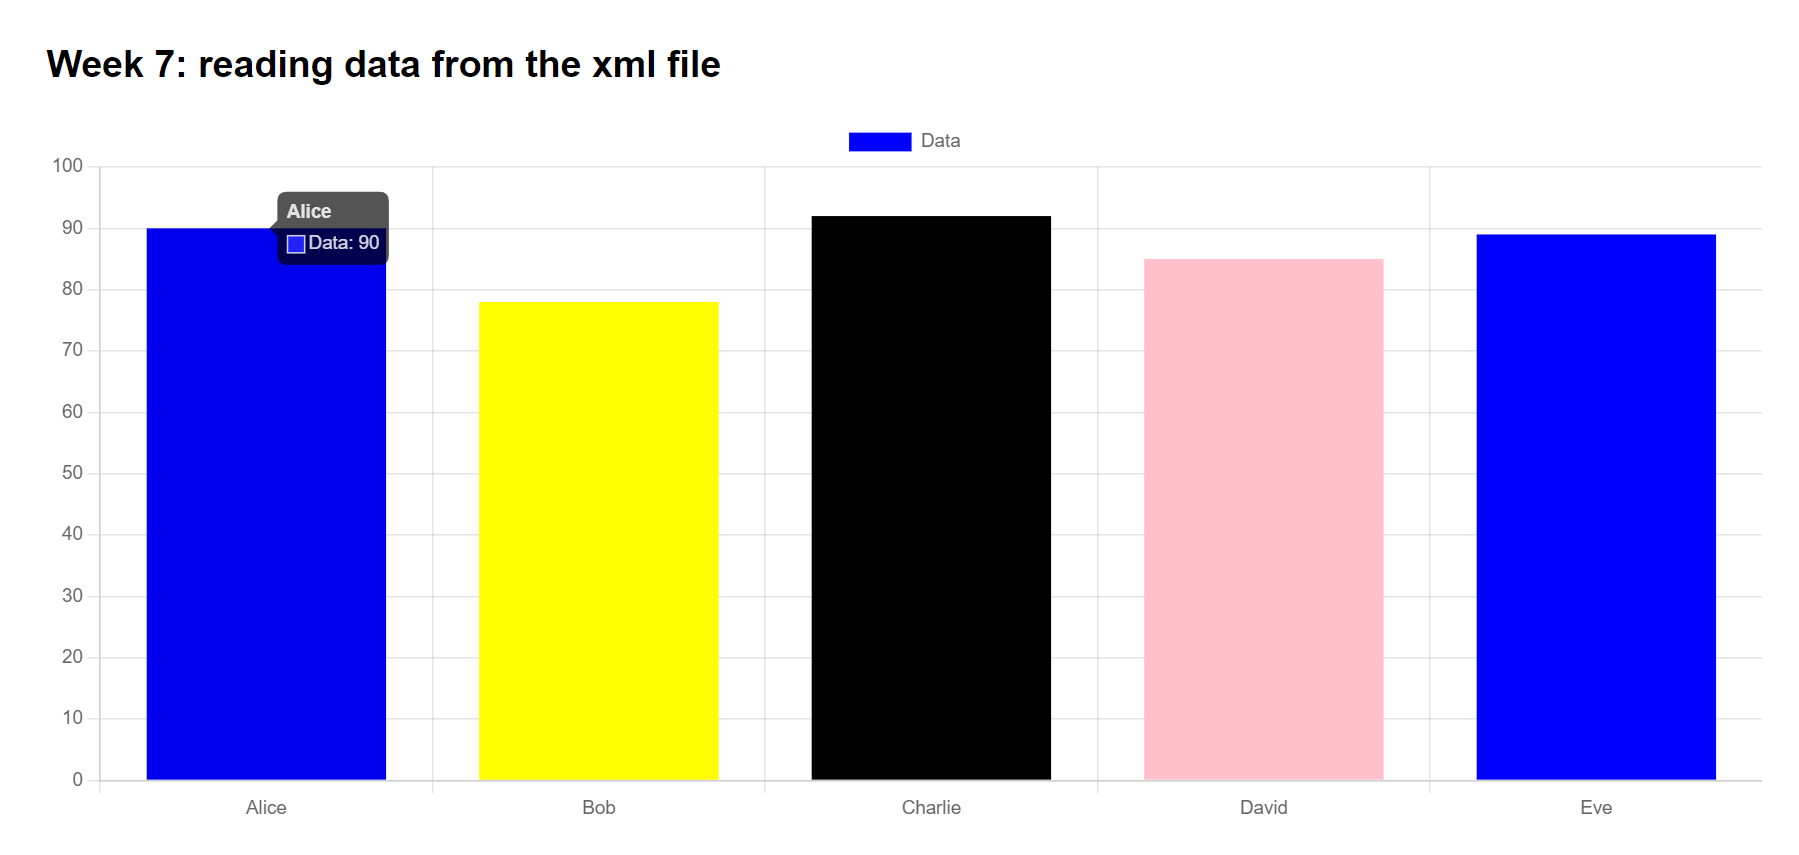 Week 7: reading data from the xml file
Data
100
90
80
70
60
50
40
30
20
10
0
Alice
Data: 90
Alice
Bob
Charlie
David
Eve